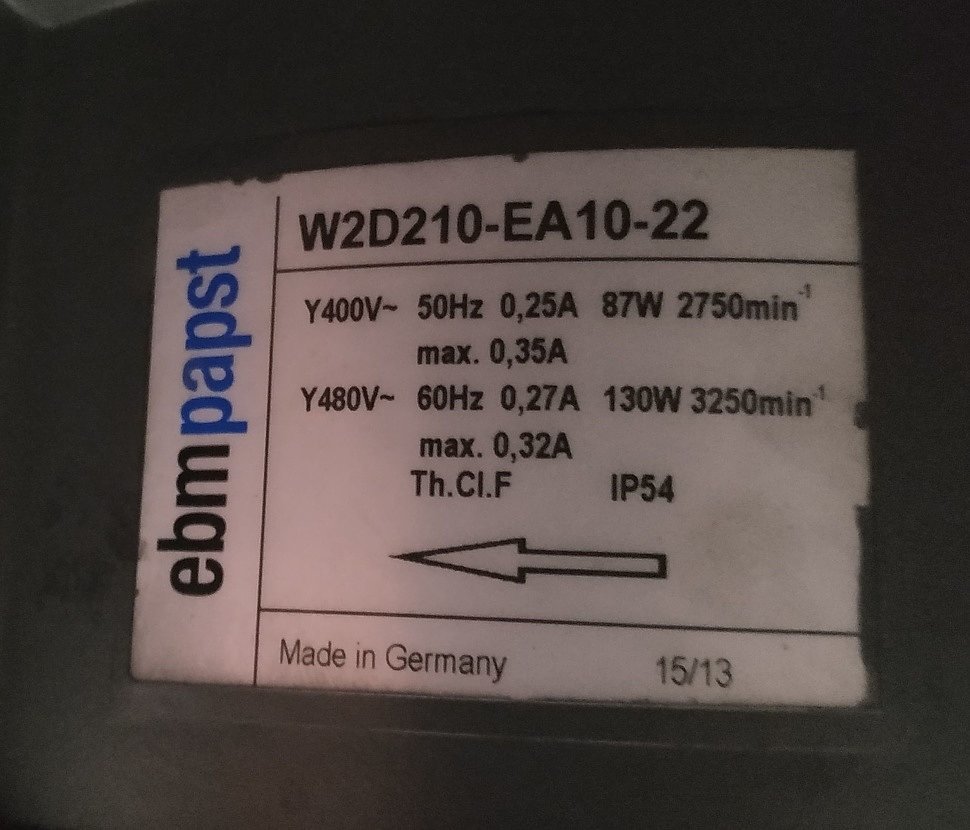 ebmpapst
W2D210-EA10-22
Y400V~ 50Hz 0,25A 87W 2750min-1
max. 0,35A
Y480V~ 60Hz 0,27A 130W 3250min-1
max. 0,32A
Th.Cl.F IP54
Made in Germany 15/13